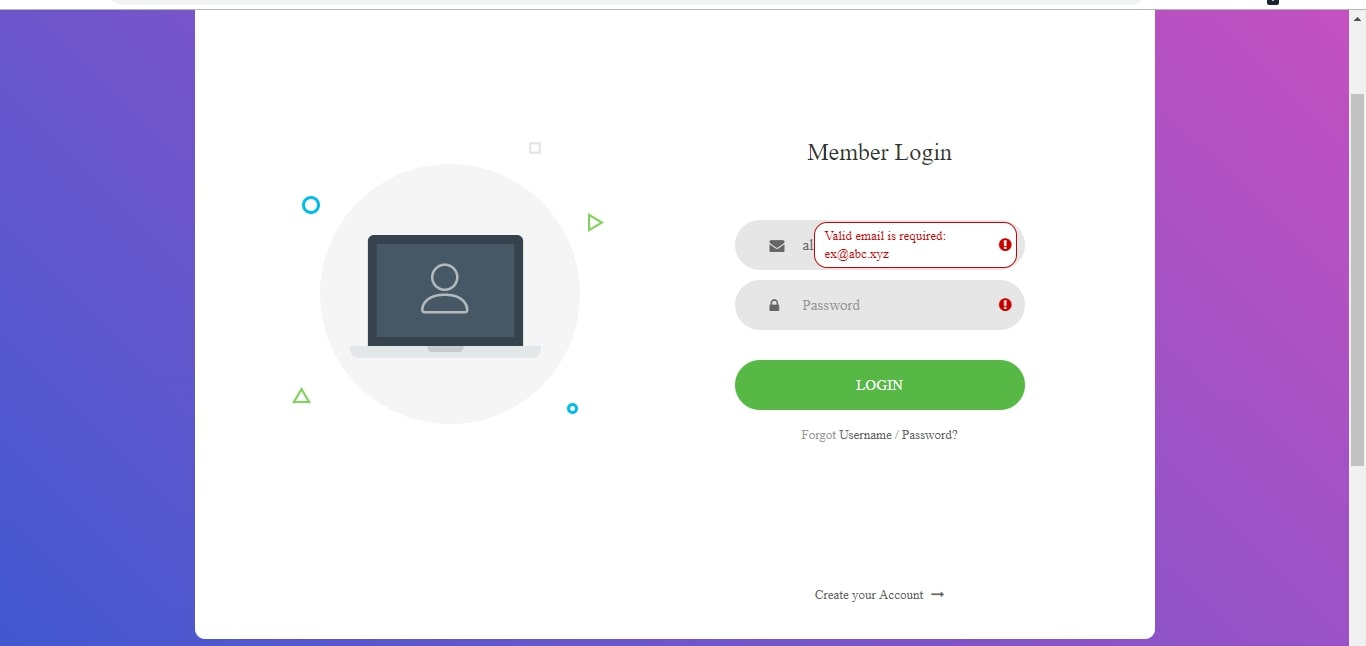 Member Login
al
Valid email is required:
ex@abc.xyz
Password
LOGIN
Forgot Username / Password?
Create your Account